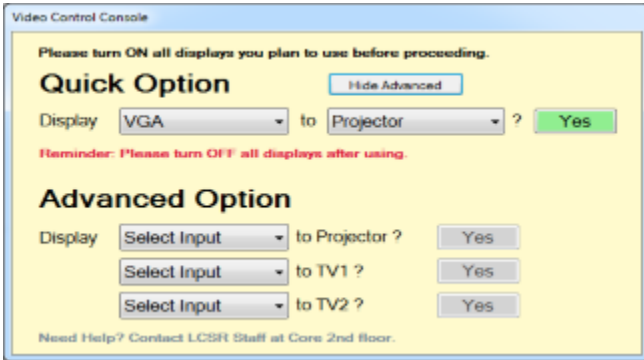 Video Control Console
Please turn ON all displays you plan to use before proceeding.
Quick Option Hide Advanced
Display VGA to Projector ? Yes
Reminder: Please turn OFF all displays after using.
Advanced Option
Display Select Input to Projector ? Yes
Select Input to TV1 ? Yes
Select Input to TV2 ? Yes
Need Help? Contact LCSR Staff at Core 2nd floor.